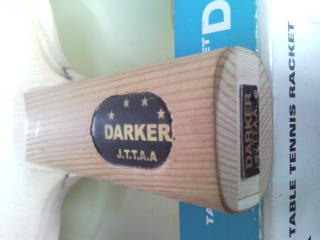 DARKER
J.T.T.A.A
DARKER
J.T.T.A.A
TABLE TENNIS RACKET